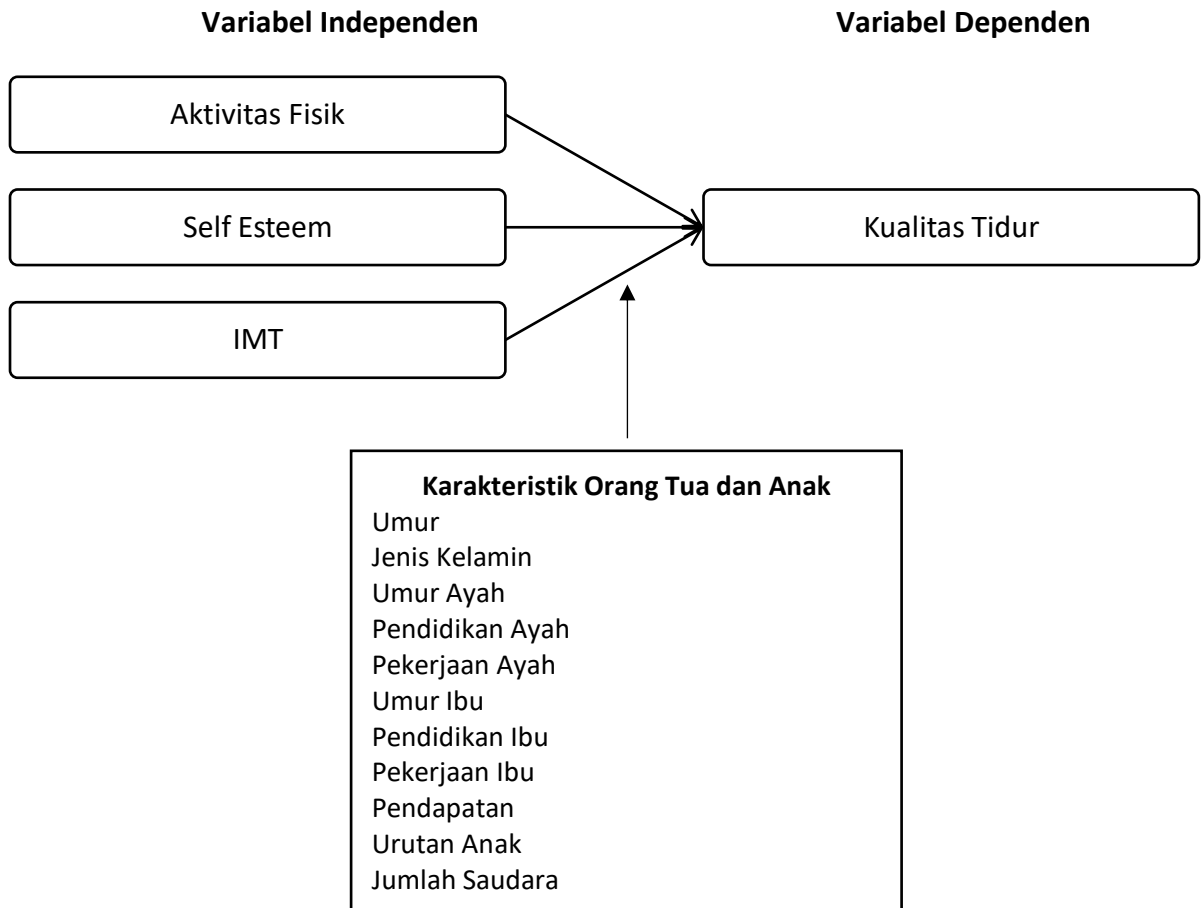 Variabel Independen
Variabel Dependen
Aktivitas Fisik
Self Esteem
Kualitas Tidur
IMT
Karakteristik Orang Tua dan Anak
Umur
Jenis Kelamin
Umur Ayah
Pendidikan Ayah
Pekerjaan Ayah
Umur Ibu
Pendidikan Ibu
Pekerjaan Ibu
Pendapatan
Urutan Anak
Jumlah Saudara